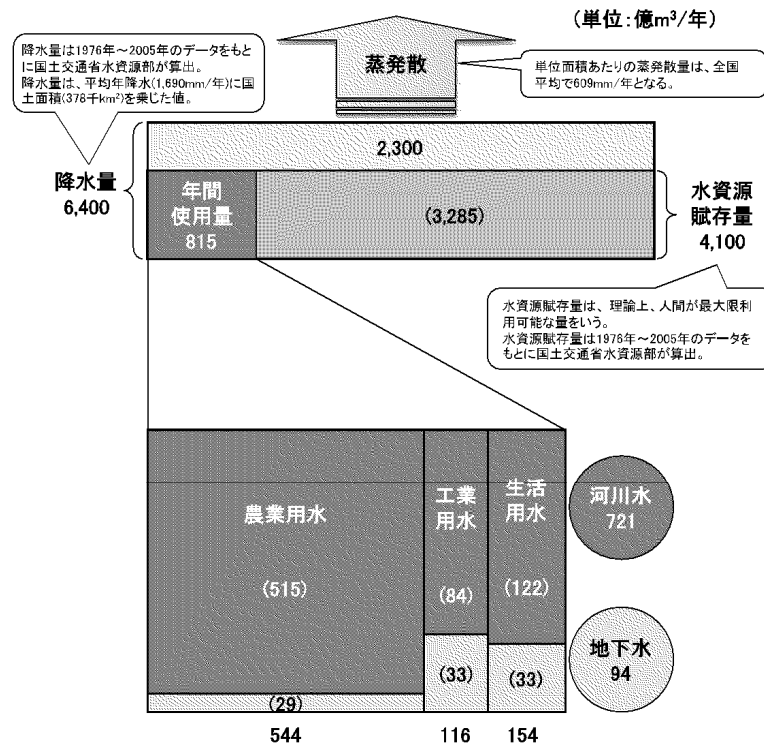 (単位:億m³/年)
降水量は1976年~2005年のデータをもと
に国土交通省水資源部が算出。
降水量は、平均年降水(1,690mm/年)に国
土面積(378千km²)を乗じた値。
蒸発散
単位面積あたりの蒸発散量は、全国
平均で609mm/年となる。
2,300
降水量
6,400
年間
使用量
815
(3,285)
水資源
賦存量
4,100
水資源賦存量は、理論上、人間が最大限利
用可能な量をいう。
水資源賦存量は1976年~2005年のデータを
もとに国土交通省水資源部が算出。
農業用水
(515)
(29)
544
工業
用水
(84)
(33)
116
生活
用水
(122)
(33)
154
河川水
721
地下水
94